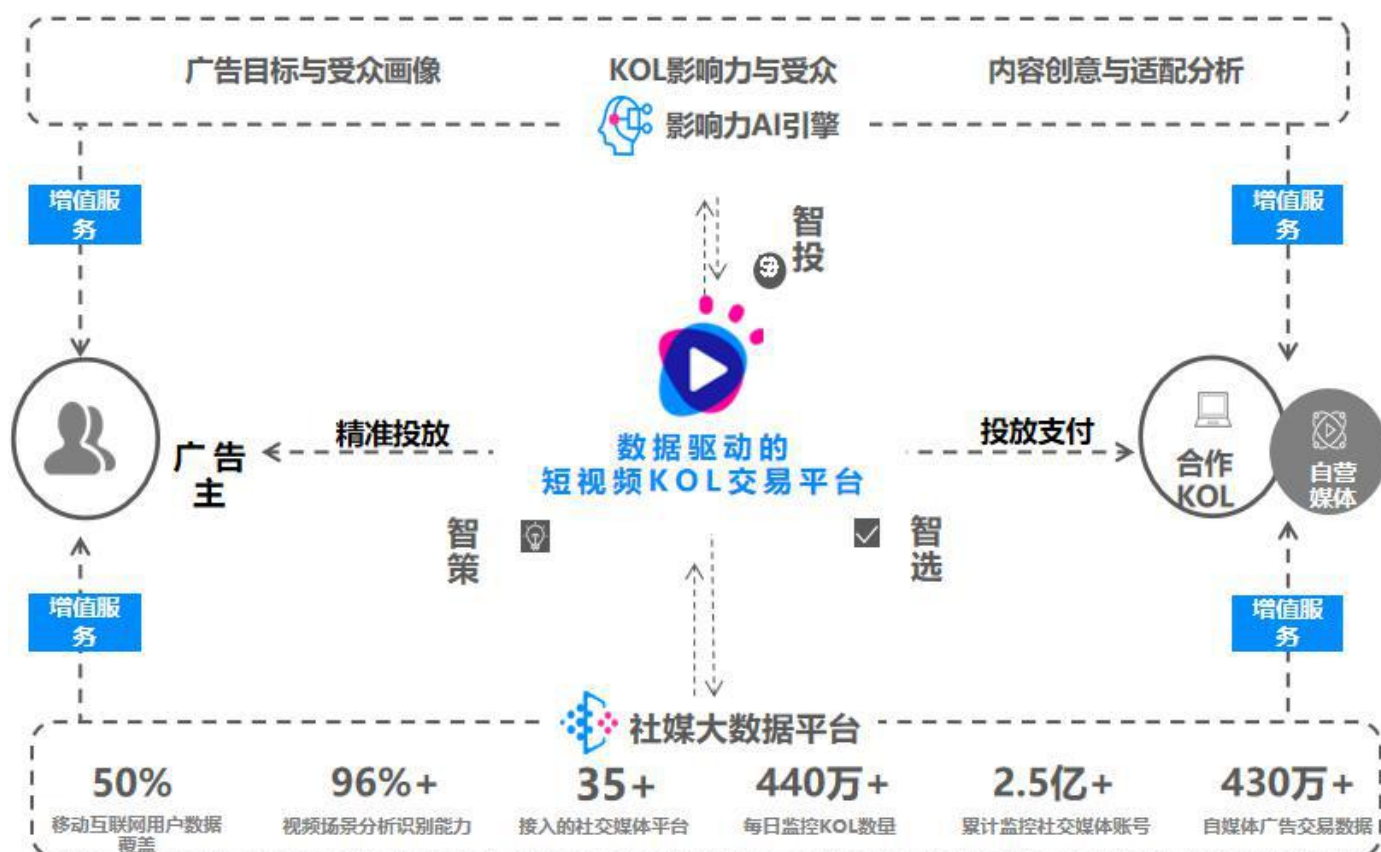 广告目标与受众画像
KOL影响力与受众
内容创意与适配分析
影响力AI引擎
增值服
务
增值服
务
智
投
广告
主
精准投放
数据驱动的
短视频KOL交易平台
投放支付
合作
KOL
自营
媒体
智
策
智
选
增值服
务
增值服
务
社媒大数据平台
50%
移动互联网用户数据
覆盖
96%+
视频场景分析识别能力
35+
接入的社交媒体平台
440万+
每日监控KOL数量
2.5亿+
累计监控社交媒体账号
430万+
自媒体广告交易数据